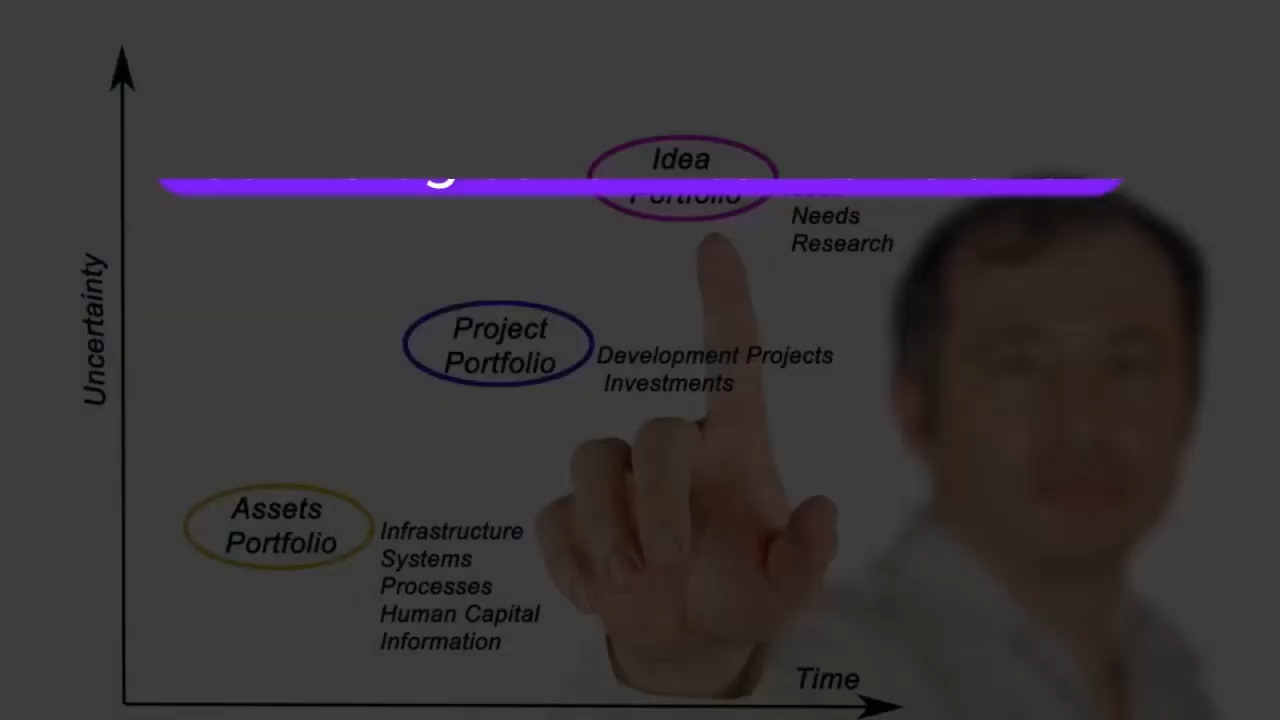 Idea
Portfolio
Needs
Research
Project
Portfolio
Development Projects
Investments
Assets
Portfolio
Infrastructure
Systems
Processes
Human Capital
Information
Uncertainty
Time